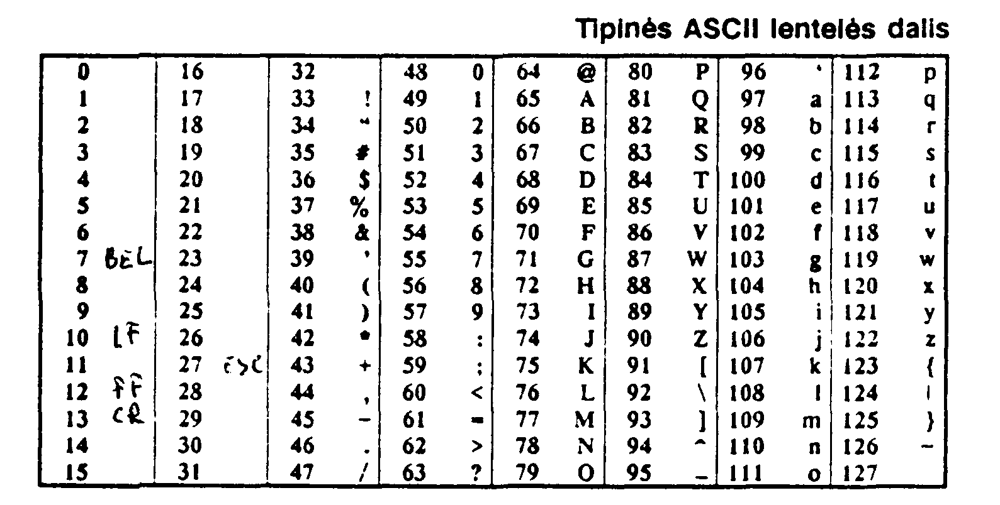 Tipinės ASCII lentelės dalis
0 16 32 48 0 64 @ 80 P 96 ‘ 112 p
1 17 33 ! 49 1 65 A 81 Q 97 a 113 q
2 18 34 “ 50 2 66 B 82 R 98 b 114 r
3 19 35 # 51 3 67 C 83 S 99 c 115 s
4 20 36 $ 52 4 68 D 84 T 100 d 116 t
5 21 37 % 53 5 69 E 85 U 101 e 117 u
6 22 38 & 54 6 70 F 86 V 102 f 118 v
7 BEL 23 39 ' 55 7 71 G 87 W 103 g 119 w
8 24 40 ( 56 8 72 H 88 X 104 h 120 x
9 25 41 ) 57 9 73 I 89 Y 105 i 121 y
10 LF 26 42 * 58 : 74 J 90 Z 106 j 122 z
11 27 ESC 43 + 59 ; 75 K 91 [ 107 k 123 {
12 FF 28 44 , 60 < 76 L 92 \ 108 l 124 |
13 CR 29 45 – 61 = 77 M 93 ] 109 m 125 }
14 30 46 . 62 > 78 N 94 ^ 110 n 126 ~
15 31 47 / 63 ? 79 O 95 _ 111 o 127